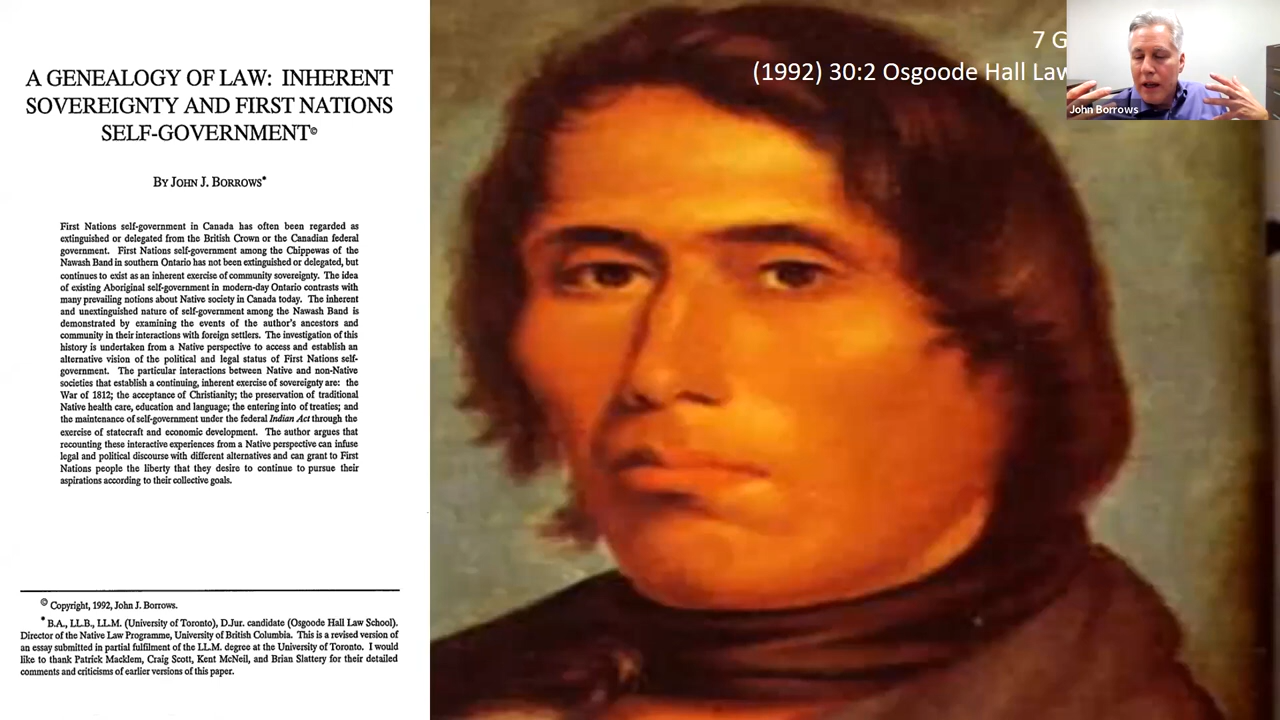 A GENEALOGY OF LAW: INHERENT
SOVEREIGNTY AND FIRST NATIONS
SELF-GOVERNMENT©
BY JOHN J. BORROWS*
First Nations self-government in Canada has often been regarded as
extinguished or delegated from the British Crown or the Canadian federal
government. First Nations self-government among the Chippewas of the
Nawash Band in southern Ontario has not been extinguished or delegated, but
continues to exist as an inherent exercise of community sovereignty. The idea
of existing Aboriginal self-government in modern-day Ontario contrasts with
many prevailing notions about Native society in Canada today. The inherent
and unextinguished nature of self-government among the Nawash Band is
demonstrated by examining the events of the author's ancestors and
community in their interactions with foreign settlers. The investigation of this
history is undertaken from a Native perspective to access and establish an
alternative vision of the political and legal status of First Nations self-
government. The particular interactions between Native and non-Native
societies that establish a continuing, inherent exercise of sovereignty are: the
War of 1812; the acceptance of Christianity; the preservation of traditional
Native health care, education and language; the entering into of treaties; and
the maintenance of self-government under the federal Indian Act through the
exercise of statecraft and economic development. The author argues that
recounting these interactive experiences from a Native perspective can infuse
legal and political discourse with different alternatives and can grant to First
Nations people the liberty that they desire to continue to pursue their
aspirations according to their collective goals.
© Copyright, 1992, John J. Borrows.
* B.A., LL.B., LL.M. (University of Toronto), D.Jur. candidate (Osgoode Hall Law School).
Director of the Native Law Programme, University of British Columbia. This is a revised version of
an essay submitted in partial fulfilment of the LL.M. degree at the University of Toronto. I would
like to thank Patrick Macklem, Craig Scott, Kent McNeil, and Brian Slattery for their detailed
comments and criticisms of earlier versions of this paper.
7 G
(1992) 30:2 Osgoode Hall Law
John Borrows